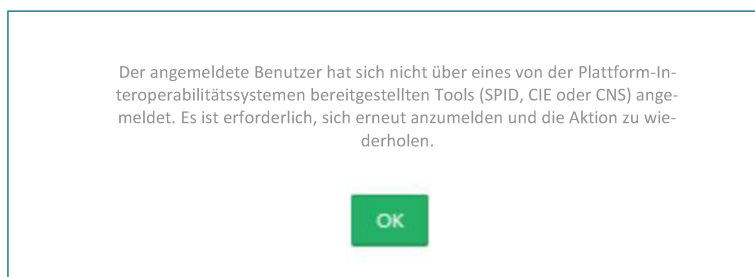 Der angemeldete Benutzer hat sich nicht über eines von der Plattform-In-
teroperabilitätssystemen bereitgestellten Tools (SPID, CIE oder CNS) ange-
meldet. Es ist erforderlich, sich erneut anzumelden und die Aktion zu wie-
derholen.
OK